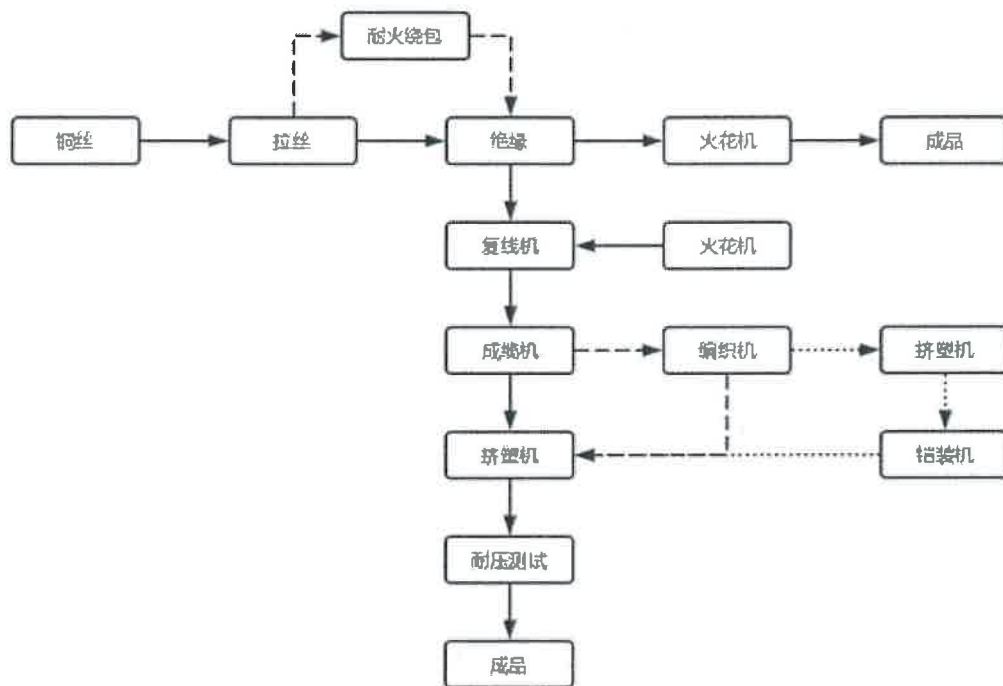 耐火绕包
铜丝
拉丝
绝缘
火花机
成品
复线机
火花机
成缆机
编织机
挤塑机
挤塑机
铠装机
耐压测试
成品